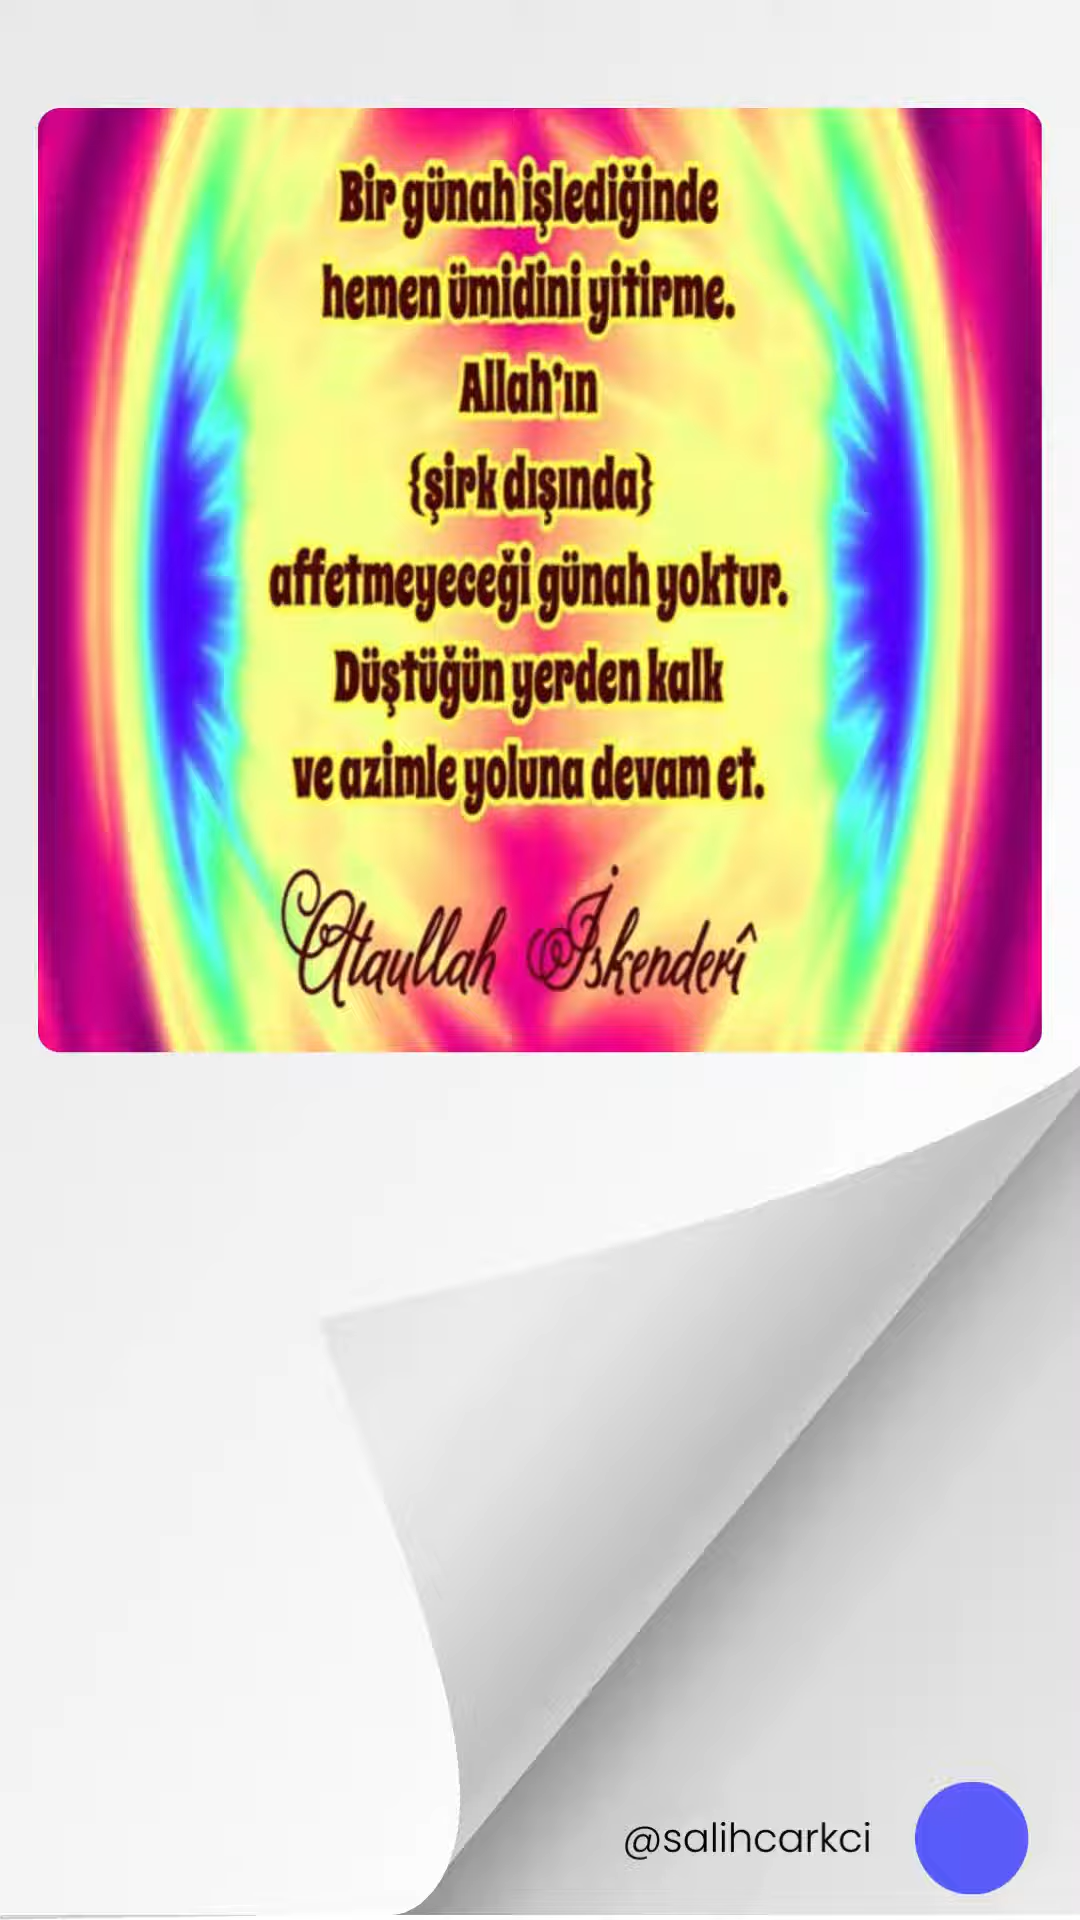 Bir günah işlediğinde
hemen ümidini yitirme.
Allah'ın
{şirk dışında}
affetmeyeceği günah yoktur.
Düştüğün yerden kalk
ve azimle yoluna devam et.
Ataullah İskenderî
@salihcarkci